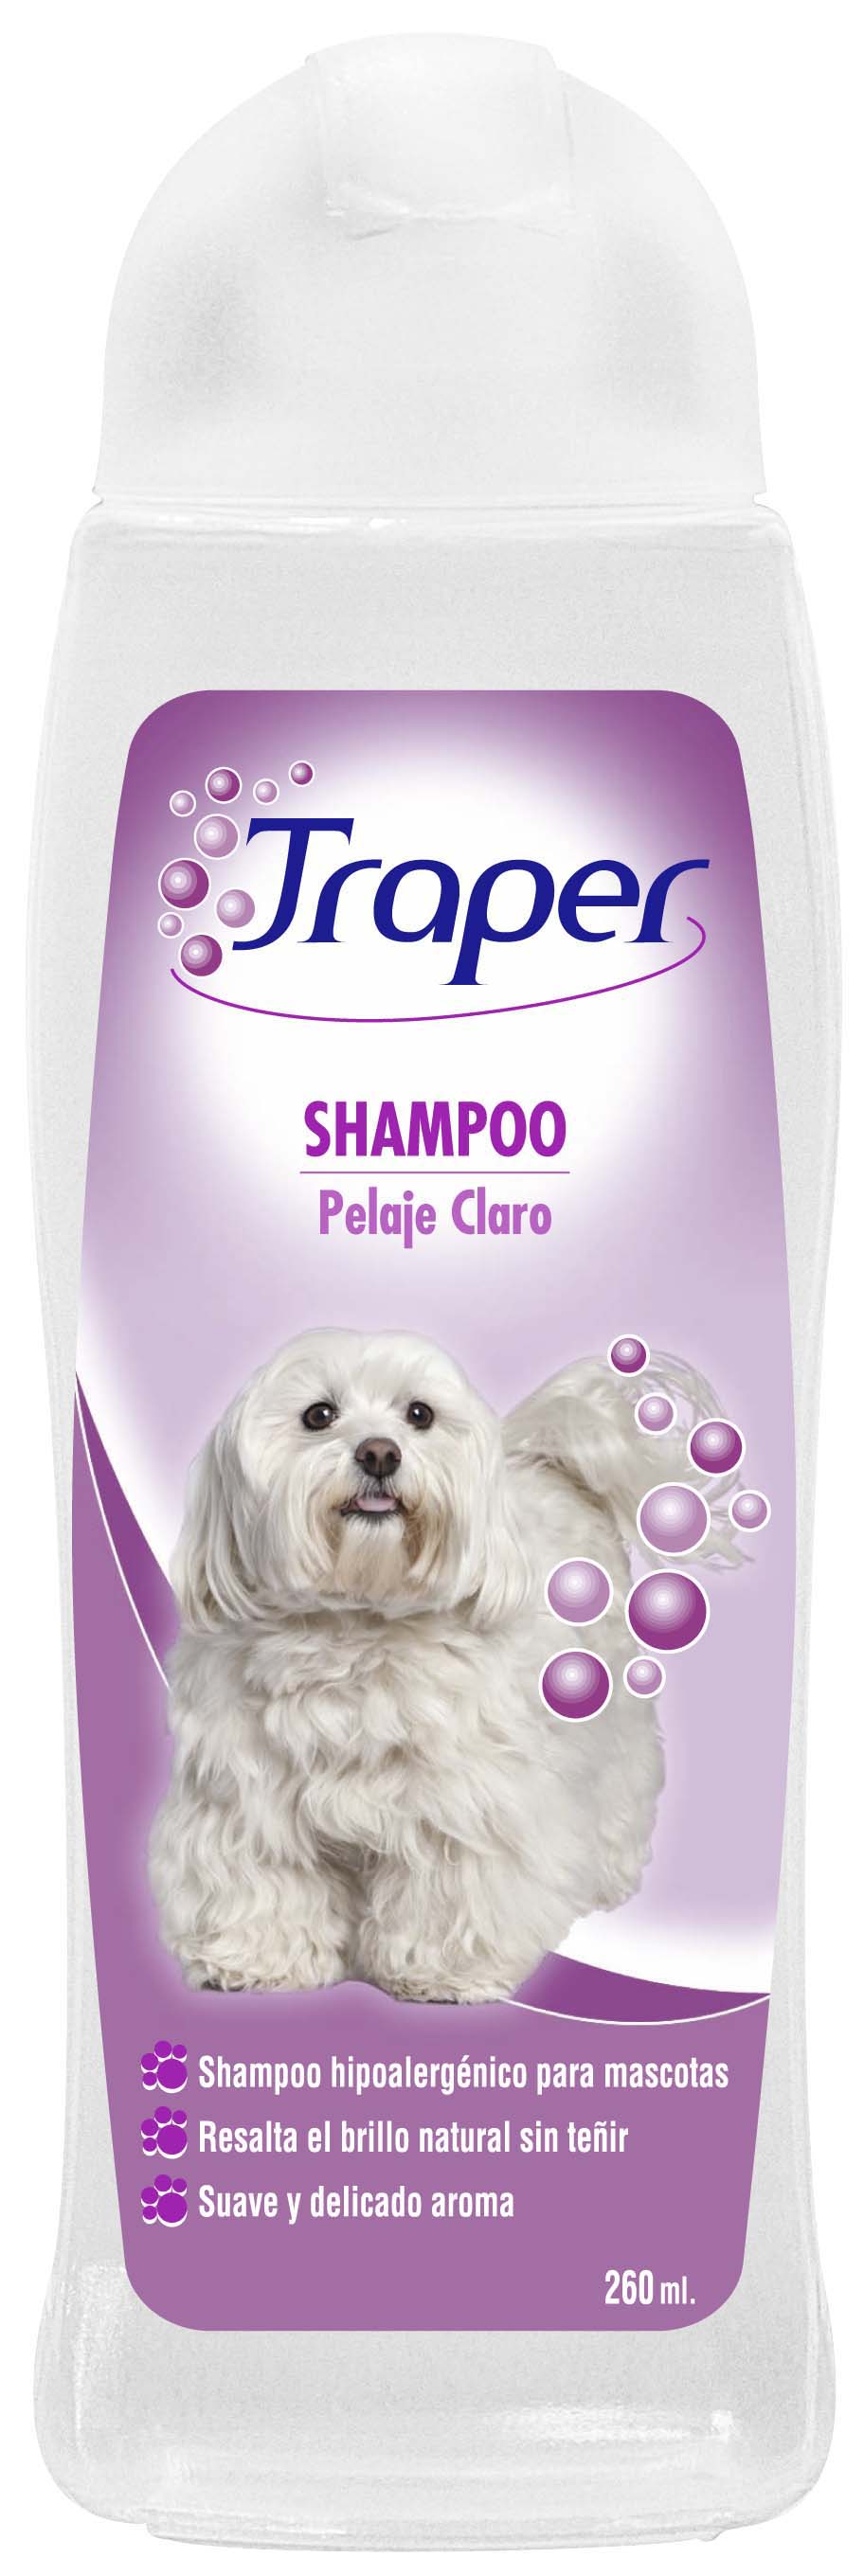 Traper
SHAMPOO
Pelaje Claro
Shampoo hipoalergénico para mascotas
Resalta el brillo natural sin teñir
Suave y delicado aroma
260 ml.